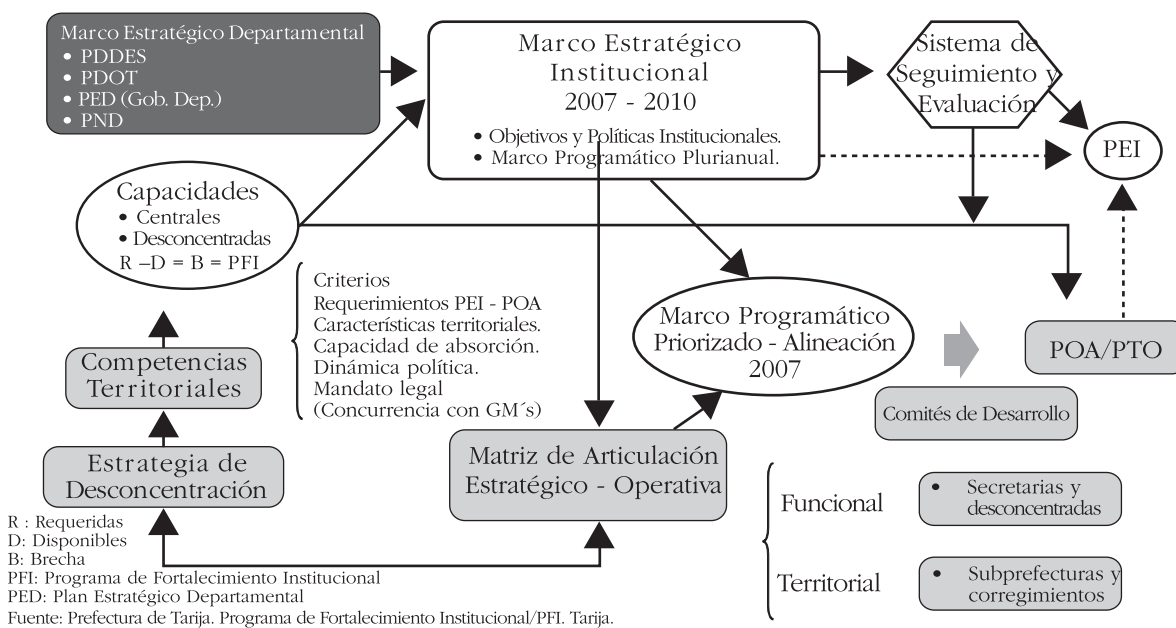 Marco Estratégico Departamental
• PDDES
• PDOT
• PED (Gob. Dep.)
• PND
Marco Estratégico
Institucional
2007 - 2010
• Objetivos y Políticas Institucionales.
• Marco Programático Plurianual.
Sistema de
Seguimiento y
Evaluación
PEI
Capacidades
• Centrales
• Desconcentradas
R –D = B = PFI
Criterios
Requerimientos PEI - POA
Características territoriales.
Capacidad de absorción.
Dinámica política.
Mandato legal
(Concurrencia con GM´s)
Marco Programático
Priorizado - Alineación
2007
POA/PTO
Comités de Desarrollo
Competencias
Territoriales
Estrategia de
Desconcentración
Matriz de Articulación
Estratégico - Operativa
Funcional
• Secretarias y
desconcentradas
Territorial
• Subprefecturas y
corregimientos
R : Requeridas
D: Disponibles
B: Brecha
PFI: Programa de Fortalecimiento Institucional
PED: Plan Estratégico Departamental
Fuente: Prefectura de Tarija. Programa de Fortalecimiento Institucional/PFI. Tarija.